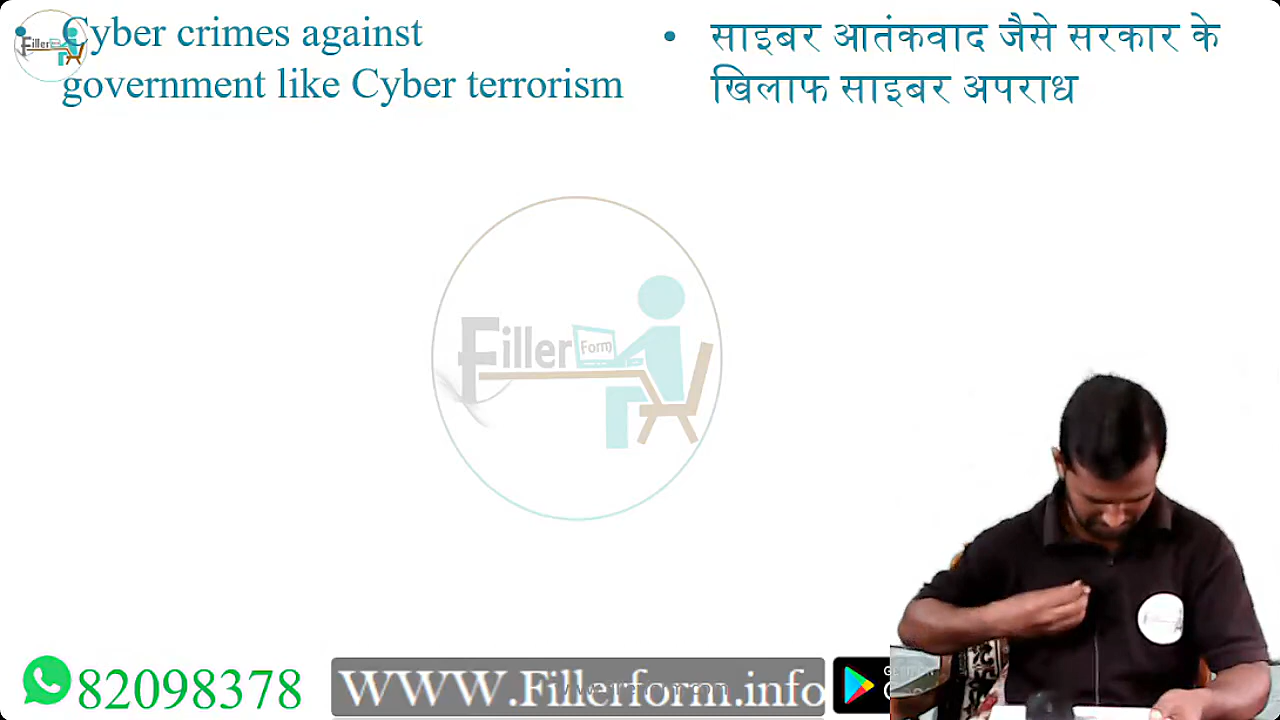 Cyber crimes against
government like Cyber terrorism
साइबर आतंकवाद जैसे सरकार के
खिलाफ साइबर अपराध
Filler Form
82098378
WWW.Fillerform.info